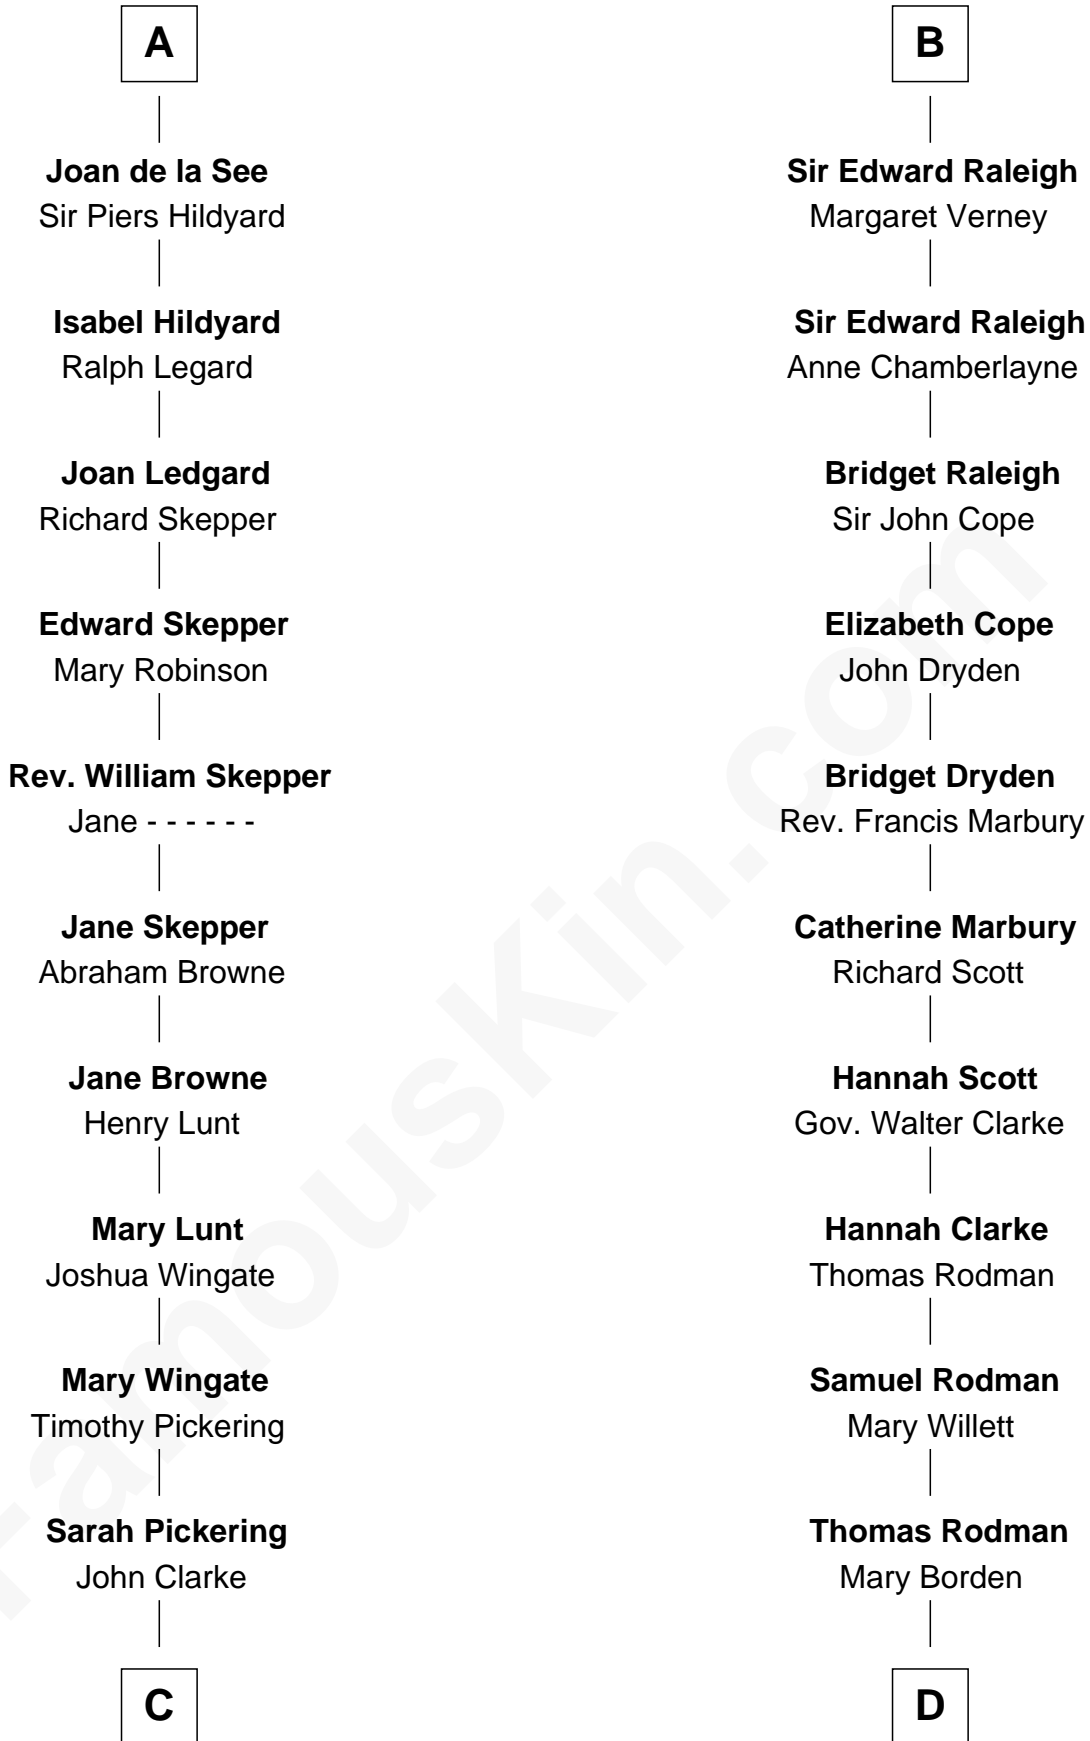 A
Joan de la See
Sir Piers Hildyard
Isabel Hildyard
Ralph Legard
Joan Ledgard
Richard Skepper
Edward Skepper
Mary Robinson
Rev. William Skepper
Jane - - - - - -
Jane Skepper
Abraham Browne
Jane Browne
Henry Lunt
Mary Lunt
Joshua Wingate
Mary Wingate
Timothy Pickering
Sarah Pickering
John Clarke
C
B
Sir Edward Raleigh
Margaret Verney
Sir Edward Raleigh
Anne Chamberlayne
Bridget Raleigh
Sir John Cope
Elizabeth Cope
John Dryden
Bridget Dryden
Rev. Francis Marbury
Catherine Marbury
Richard Scott
Hannah Scott
Gov. Walter Clarke
Hannah Clarke
Thomas Rodman
Samuel Rodman
Mary Willett
Thomas Rodman
Mary Borden
D
FamousKin.com